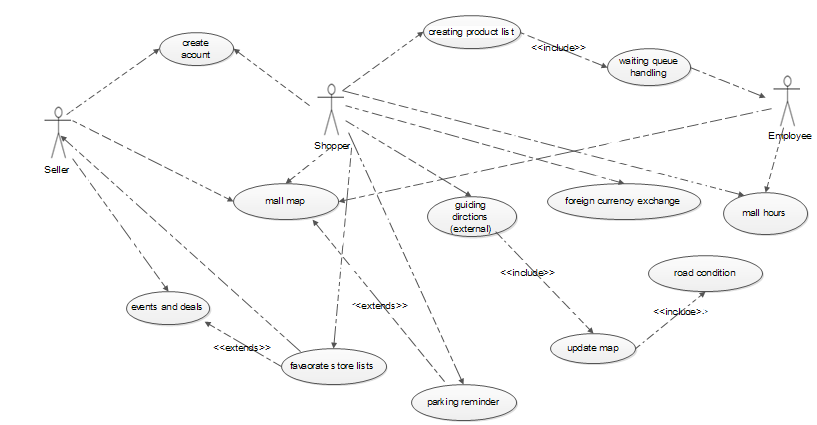 creating product list
create
acount
<<include>>
waiting queue
handling
Shopper
Employee
Seller
mall map
guiding
dirctions
(external)
foreign currency exchange
mall hours
<<include>>
road condition
events and deals
<<extends>>
<<include>>
<<extends>>
update map
favaorate store lists
parking reminder